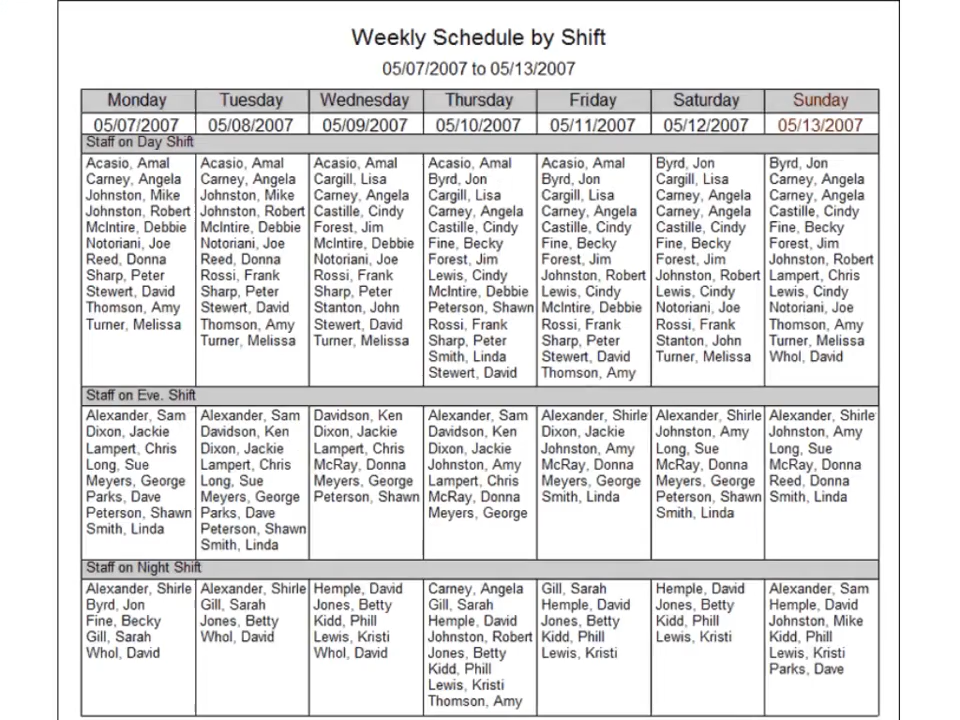 Weekly Schedule by Shift
05/07/2007 to 05/13/2007
Monday Tuesday Wednesday Thursday Friday Saturday Sunday
05/07/2007 05/08/2007 05/09/2007 05/10/2007 05/11/2007 05/12/2007 05/13/2007
Staff on Day Shift
Acasio, Amal Acasio, Amal Acasio, Amal Acasio, Amal Acasio, Amal Byrd, Jon Byrd, Jon
Carney, Angela Carney, Angela Cargill, Lisa Byrd, Jon Byrd, Jon Cargill, Lisa Carney, Angela
Johnston, Mike Johnston, Mike Carney, Angela Cargill, Lisa Cargill, Lisa Carney, Angela Cargill, Lisa
Johnston, Robert Johnston, Robert Castille, Cindy Carney, Angela Carney, Angela Carney, Angela Castille, Cindy
McIntire, Debbie McIntire, Debbie Forest, Jim Castille, Cindy Castille, Cindy Castille, Cindy Fine, Becky
Notoriani, Joe Notoriani, Joe McIntire, Debbie Fine, Becky Fine, Becky Fine, Becky Forest, Jim
Reed, Donna Reed, Donna Notoriani, Joe Forest, Jim Forest, Jim Forest, Jim Johnston, Robert
Sharp, Peter Rossi, Frank Rossi, Frank Lewis, Cindy Johnston, Robert Johnston, Robert Lampert, Chris
Stewert, David Sharp, Peter Sharp, Peter McIntire, Debbie Lewis, Cindy Lewis, Cindy Lewis, Cindy
Thomson, Amy Stewert, David Stanton, John Peterson, Shawn McIntire, Debbie Notoriani, Joe Notoriani, Joe
Turner, Melissa Thomson, Amy Stewert, David Rossi, Frank Rossi, Frank Rossi, Frank Thomson, Amy
Turner, Melissa Turner, Melissa Sharp, Peter Sharp, Peter Stanton, John Turner, Melissa
Smith, Linda Stewert, David Turner, Melissa Whol, David
Stewert, David Thomson, Amy
Staff on Eve. Shift
Alexander, Sam Alexander, Sam Davidson, Ken Alexander, Sam Alexander, Shirle Alexander, Shirle Alexander, Shirle
Dixon, Jackie Davidson, Ken Dixon, Jackie Davidson, Ken Dixon, Jackie Johnston, Amy Johnston, Amy
Lampert, Chris Dixon, Jackie Lampert, Chris Dixon, Jackie Johnston, Amy Long, Sue Long, Sue
Long, Sue Lampert, Chris McRay, Donna Johnston, Amy McRay, Donna McRay, Donna McRay, Donna
Meyers, George Long, Sue Meyers, George Lampert, Chris Meyers, George Meyers, George Reed, Donna
Parks, Dave Meyers, George Peterson, Shawn McRay, Donna Smith, Linda Peterson, Shawn Smith, Linda
Peterson, Shawn Parks, Dave Meyers, George Smith, Linda
Smith, Linda Peterson, Shawn
Smith, Linda
Staff on Night Shift
Alexander, Shirle Alexander, Shirle Hemple, David Carney, Angela Gill, Sarah Hemple, David Alexander, Sam
Byrd, Jon Gill, Sarah Jones, Betty Gill, Sarah Hemple, David Jones, Betty Hemple, David
Fine, Becky Jones, Betty Kidd, Phill Hemple, David Jones, Betty Kidd, Phill Johnston, Mike
Gill, Sarah Whol, David Lewis, Kristi Johnston, Robert Kidd, Phill Lewis, Kristi Kidd, Phill
Whol, David Whol, David Jones, Betty Lewis, Kristi Lewis, Kristi
Kidd, Phill Parks, Dave
Lewis, Kristi
Thomson, Amy